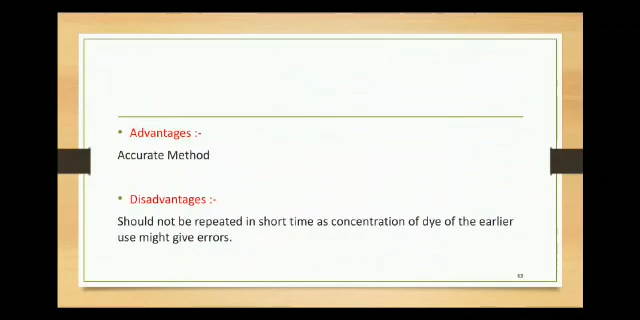 • Advantages :-
Accurate Method
• Disadvantages :-
Should not be repeated in short time as concentration of dye of the earlier
use might give errors.
63